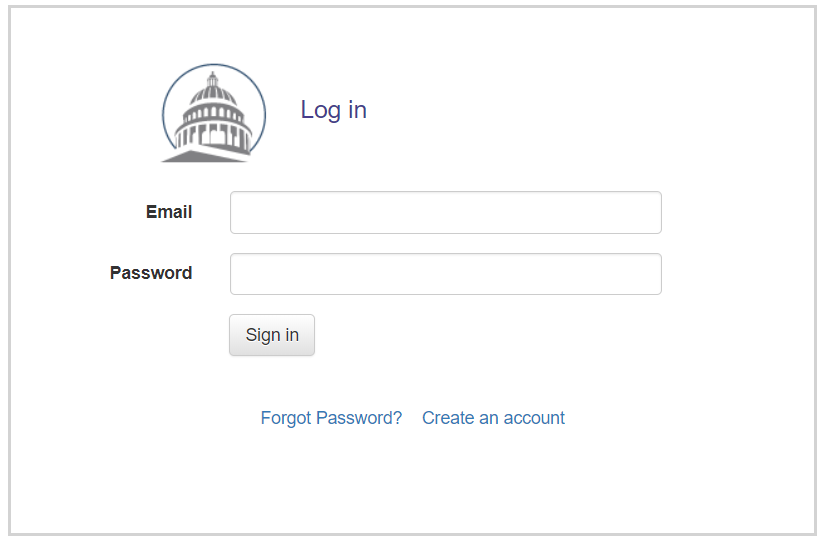 Log in
Email
Password
Sign in
Forgot Password? Create an account